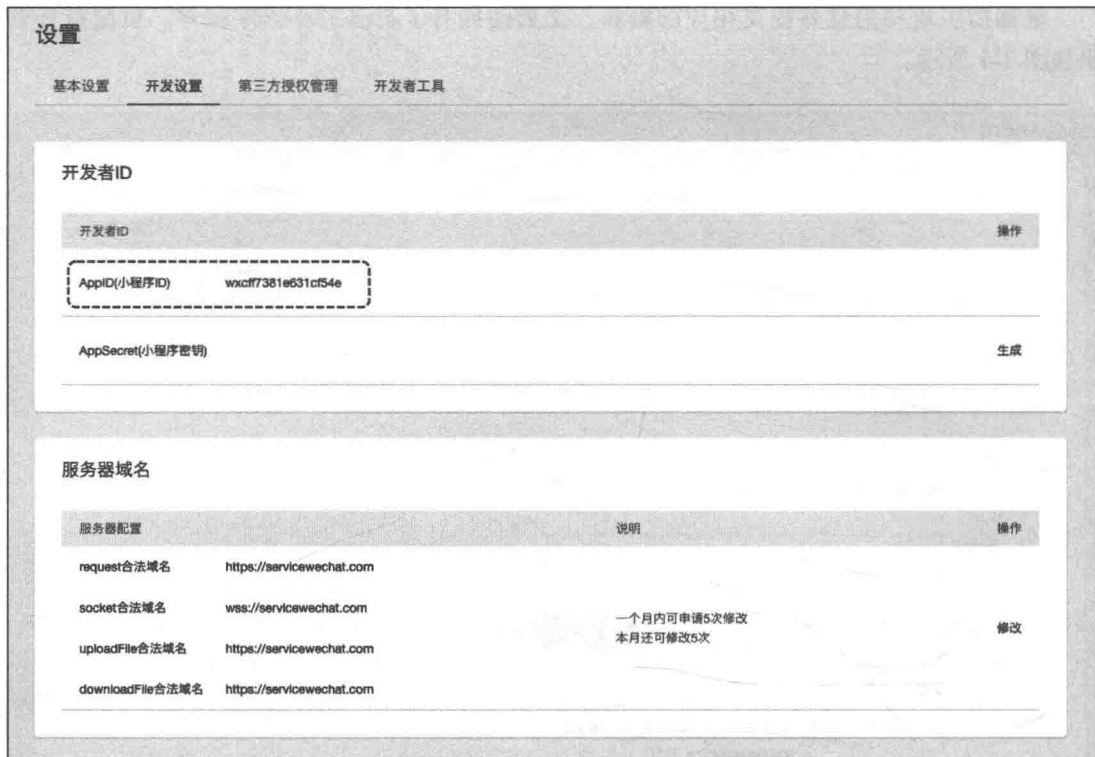 设置
基本设置 开发设置 第三方授权管理 开发者工具
开发者ID
开发者ID 操作
AppID(小程序ID) wxcff7381e631cf54e
AppSecret(小程序密钥) 生成
服务器域名
服务器配置 说明 操作
request合法域名 https://servicewechat.com
socket合法域名 wss://servicewechat.com
一个月内可申请5次修改
本月还可修改5次
修改
uploadFile合法域名 https://servicewechat.com
downloadFile合法域名 https://servicewechat.com